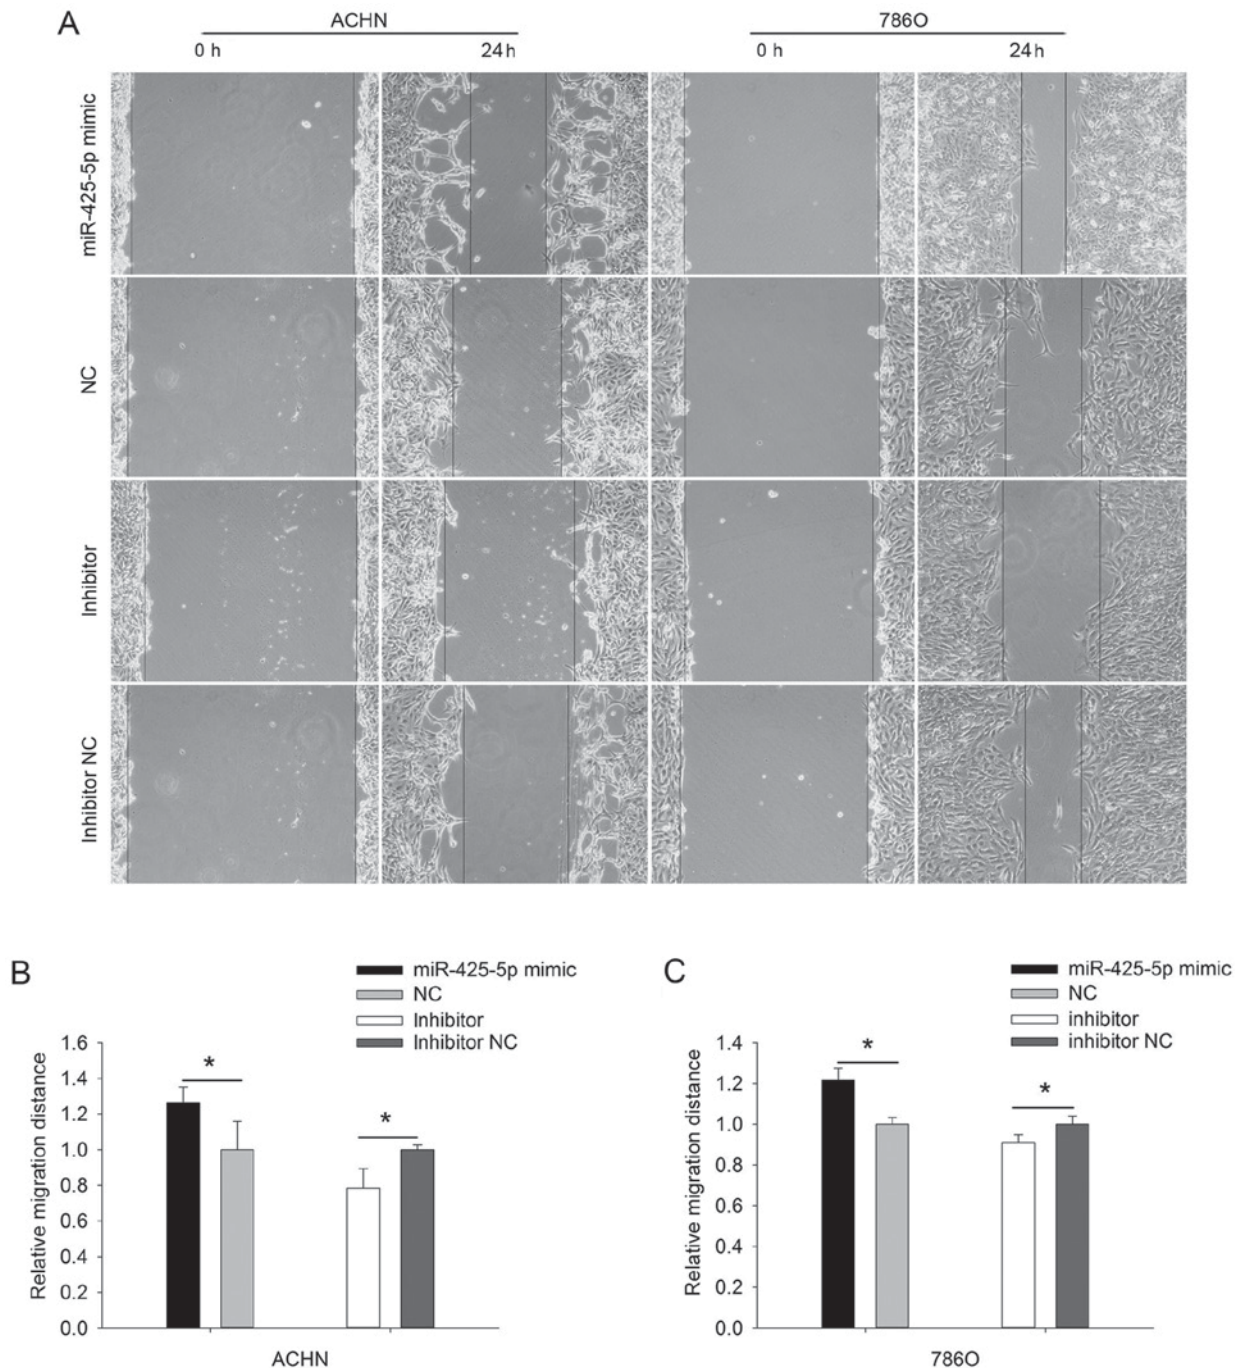 A
ACHN
786O
0 h
24h
0 h
24h
miR-425-5p mimic
NC
Inhibitor
Inhibitor NC
B
miR-425-5p mimic
NC
Inhibitor
Inhibitor NC
Relative migration distance
1.6
1.4
1.2
1.0
0.8
0.6
0.4
0.2
0.0
*
*
ACHN
C
miR-425-5p mimic
NC
inhibitor
inhibitor NC
Relative migration distance
1.4
1.2
1.0
0.8
0.6
0.4
0.2
0.0
*
*
786O